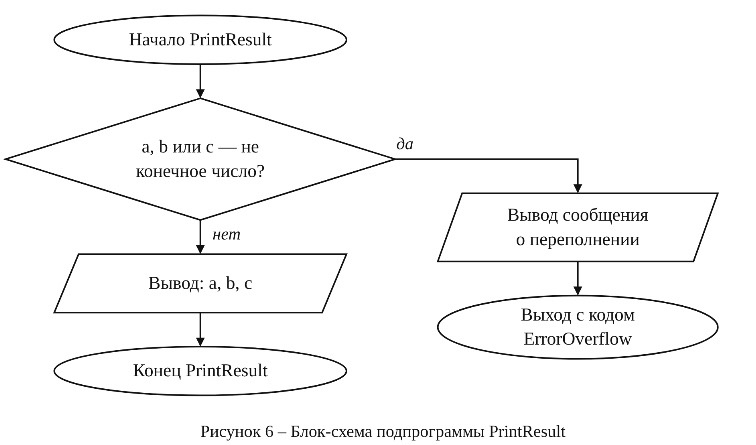 Начало PrintResult
a, b или c — не
конечное число?
да
нет
Вывод: a, b, c
Конец PrintResult
Вывод сообщения
о переполнении
Выход с кодом
ErrorOverflow
Рисунок 6 – Блок-схема подпрограммы PrintResult